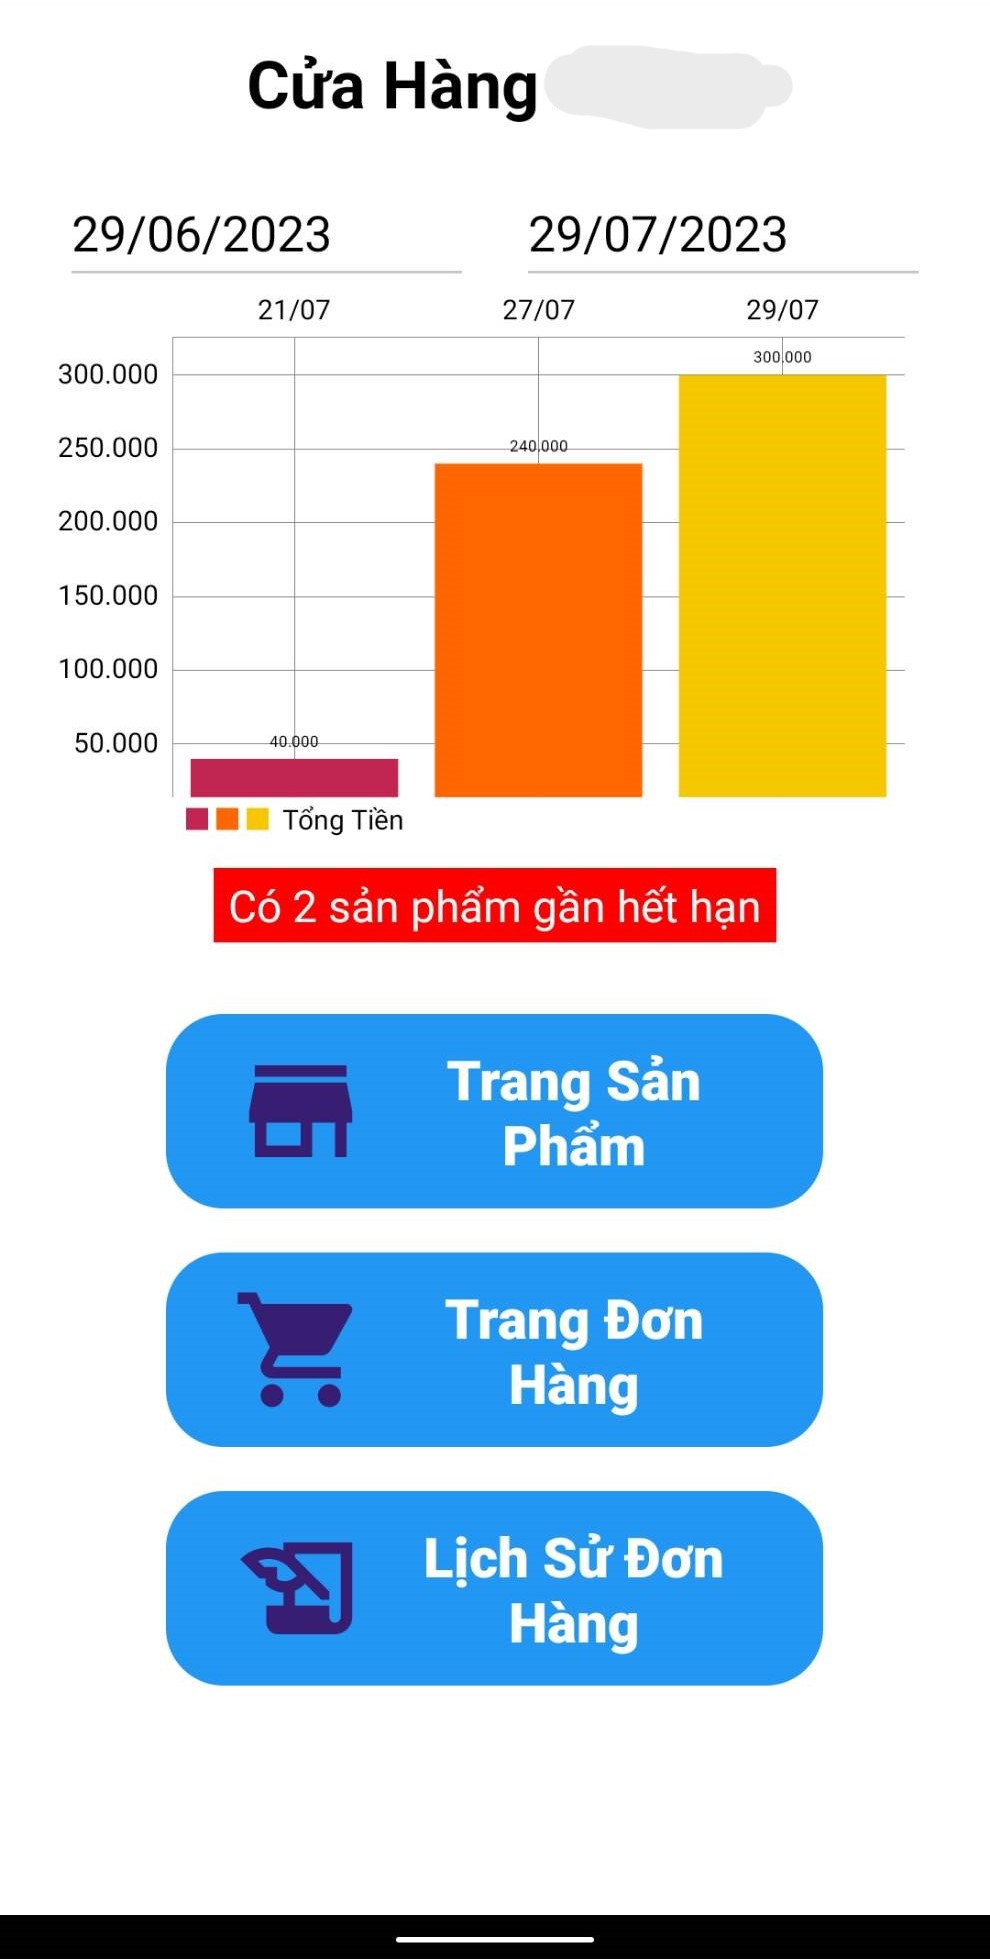 Cửa Hàng
29/06/2023 29/07/2023
21/07 27/07 29/07
300.000
300.000
250.000
240.000
200.000
150.000
100.000
50.000
40.000
Tổng Tiền
Có 2 sản phẩm gần hết hạn
Trang Sản
Phẩm
Trang Đơn
Hàng
Lịch Sử Đơn
Hàng